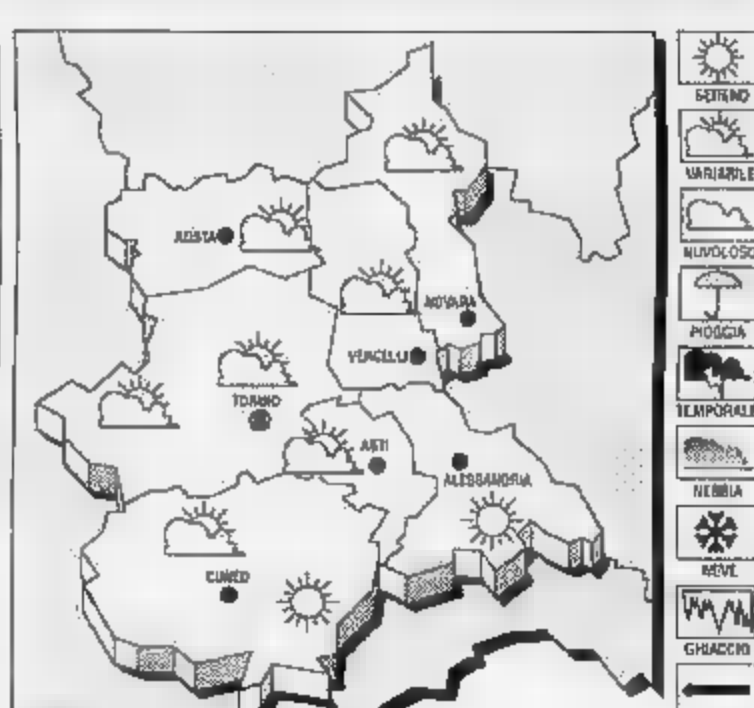 SERENO
VARIABILE
NUVOLOSO
PIOGGIA
TEMPORALE
NEBBIA
NEVE
GHIACCIO
AOSTA
NOVARA
VERCELLI
TORINO
ASTI
ALESSANDRIA
CUNEO